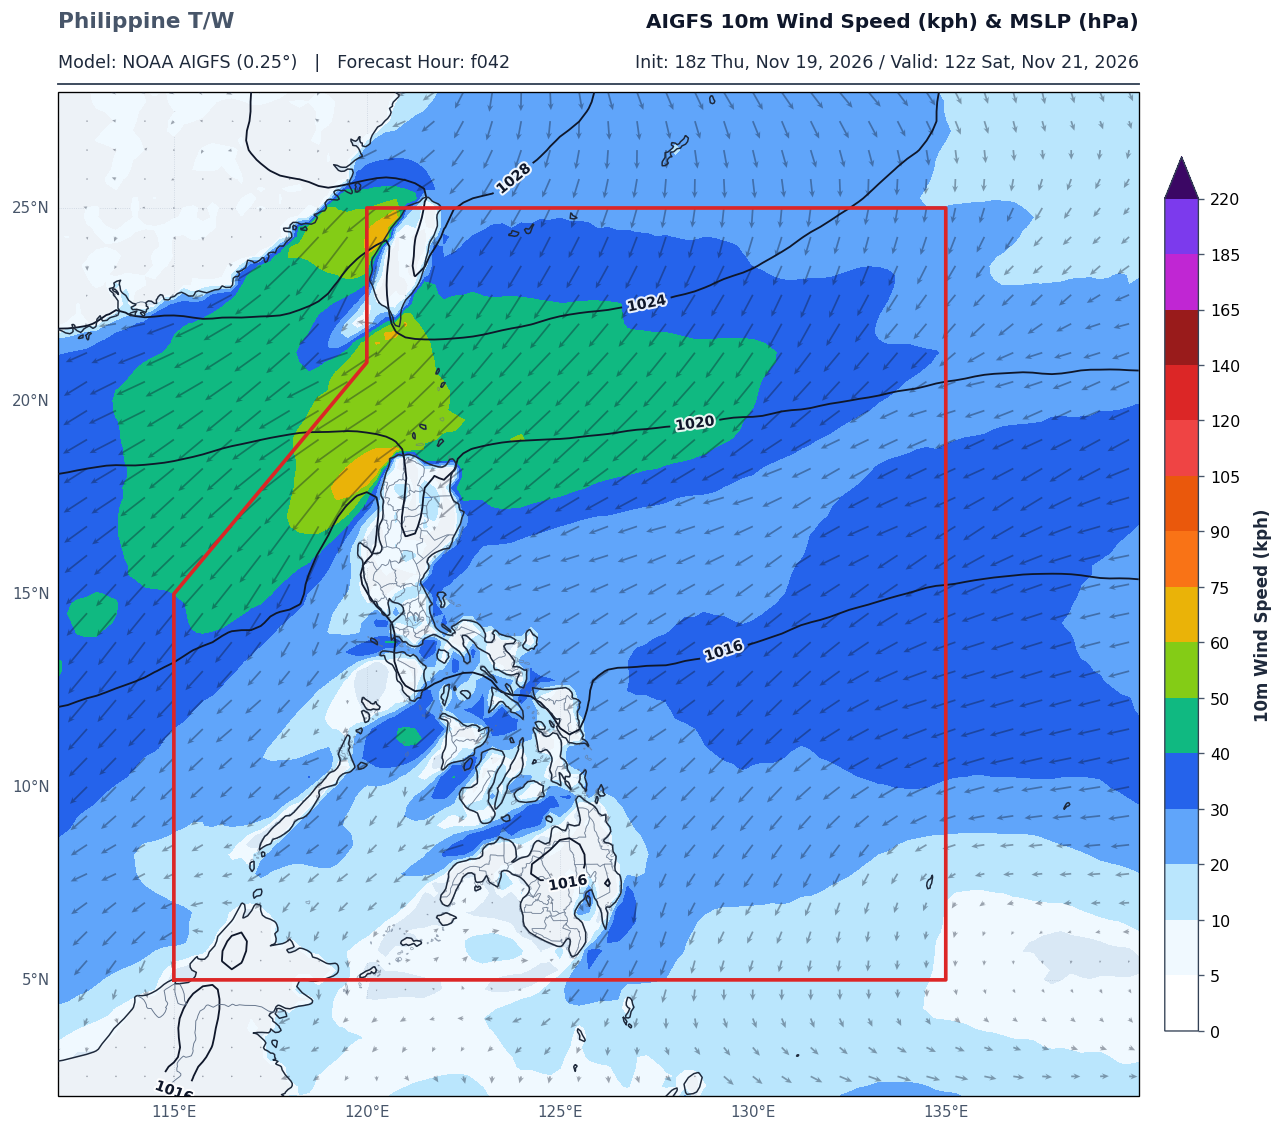 Philippine T/W
AIGFS 10m Wind Speed (kph) & MSLP (hPa)
Model: NOAA AIGFS (0.25°)   |   Forecast Hour: f042
Init: 18z Thu, Nov 19, 2026 / Valid: 12z Sat, Nov 21, 2026
1028
1024
1020
1016
1016
1016
25°N
20°N
15°N
10°N
5°N
115°E
120°E
125°E
130°E
135°E
220
185
165
140
120
105
90
75
60
50
40
30
20
10
5
0
10m Wind Speed (kph)